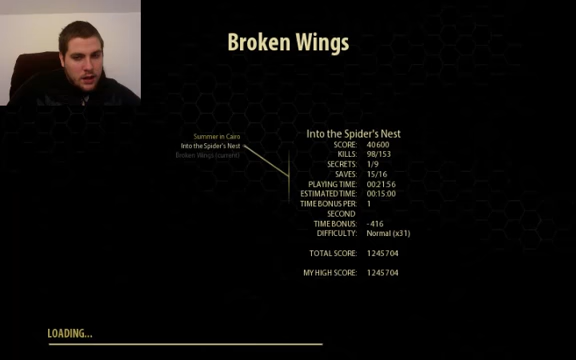 Broken Wings
Summer in Cairo
Into the Spider's Nest
Broken Wings (current)
Into the Spider's Nest
SCORE: 40600
KILLS: 98/153
SECRETS: 1/9
SAVES: 15/16
PLAYING TIME: 00:21:56
ESTIMATED TIME: 00:15:00
TIME BONUS PER SECOND: 1
TIME BONUS: -416
DIFFICULTY: Normal (x31)
TOTAL SCORE: 1245704
MY HIGH SCORE: 1245704
LOADING...